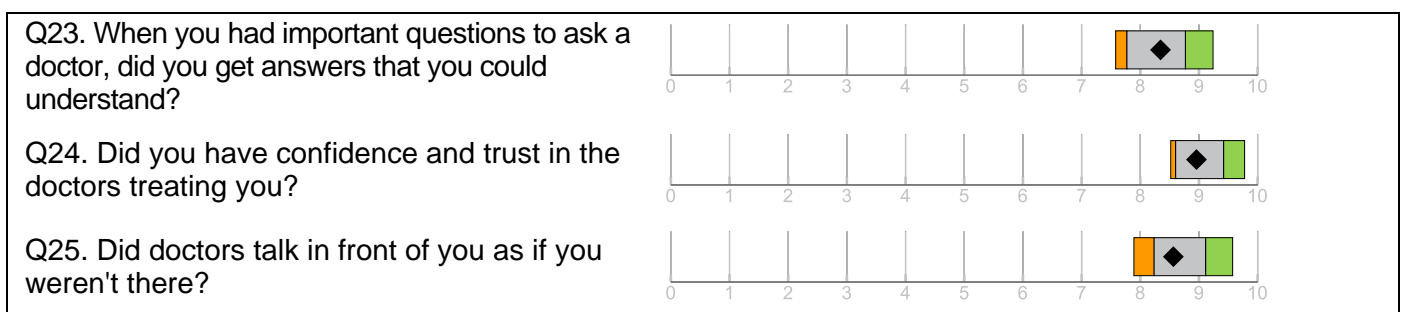 Q23. When you had important questions to ask a
doctor, did you get answers that you could
understand?
0 1 2 3 4 5 6 7 8 9 10
Q24. Did you have confidence and trust in the
doctors treating you?
0 1 2 3 4 5 6 7 8 9 10
Q25. Did doctors talk in front of you as if you
weren't there?
0 1 2 3 4 5 6 7 8 9 10